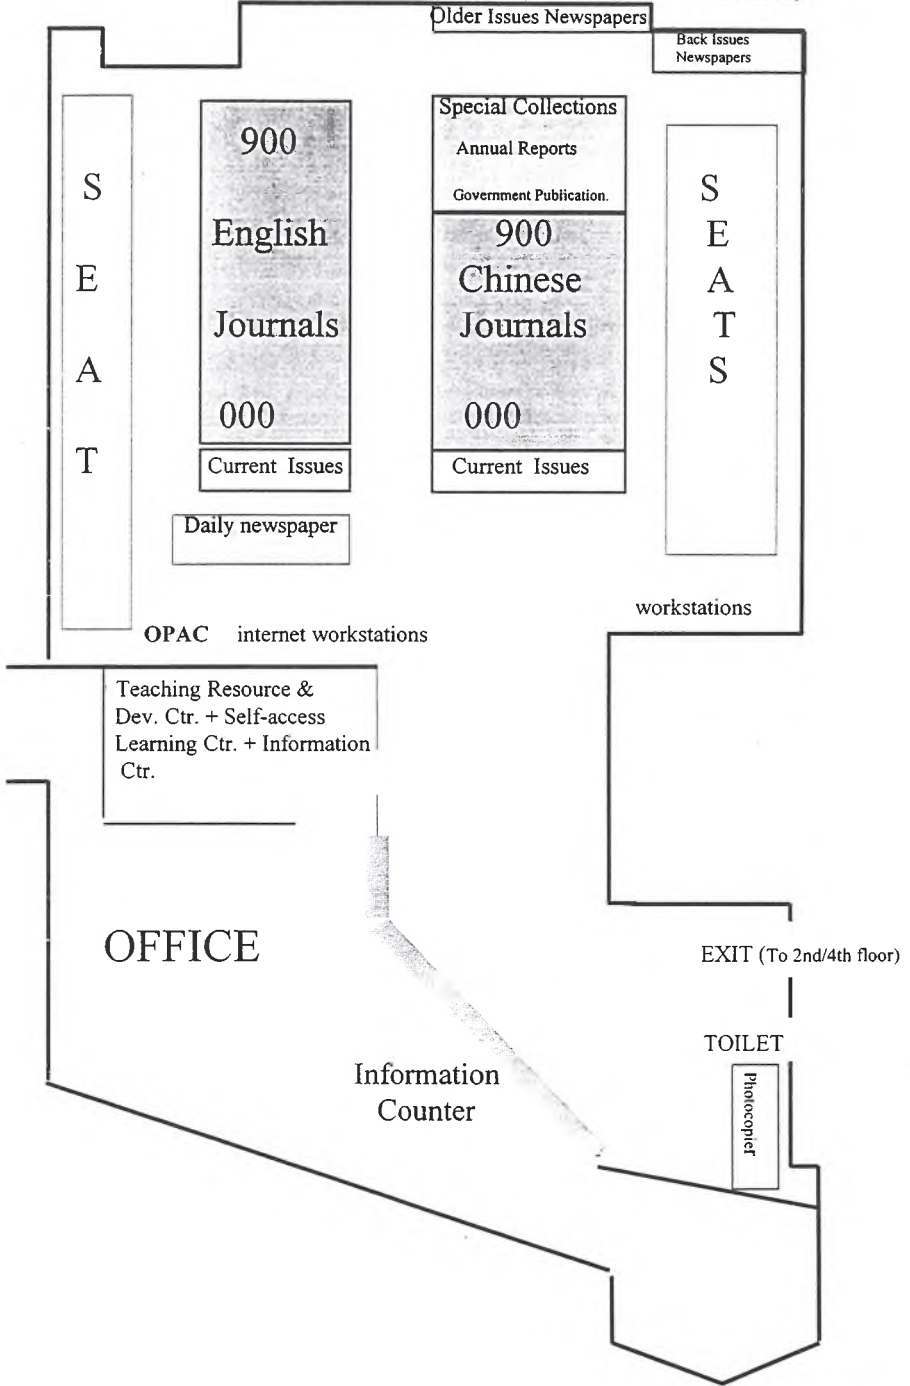 Older Issues Newspapers
Back Issues
Newspapers
S
E
A
T
900
English
Journals
000
Current Issues
Daily newspaper
Special Collections
Annual Reports
Government Publication.
900
Chinese
Journals
000
Current Issues
S
E
A
T
S
workstations
OPAC internet workstations
Teaching Resource &
Dev. Ctr. + Self-access
Learning Ctr. + Information
Ctr.
OFFICE
EXIT (To 2nd/4th floor)
TOILET
Photocopier
Information
Counter